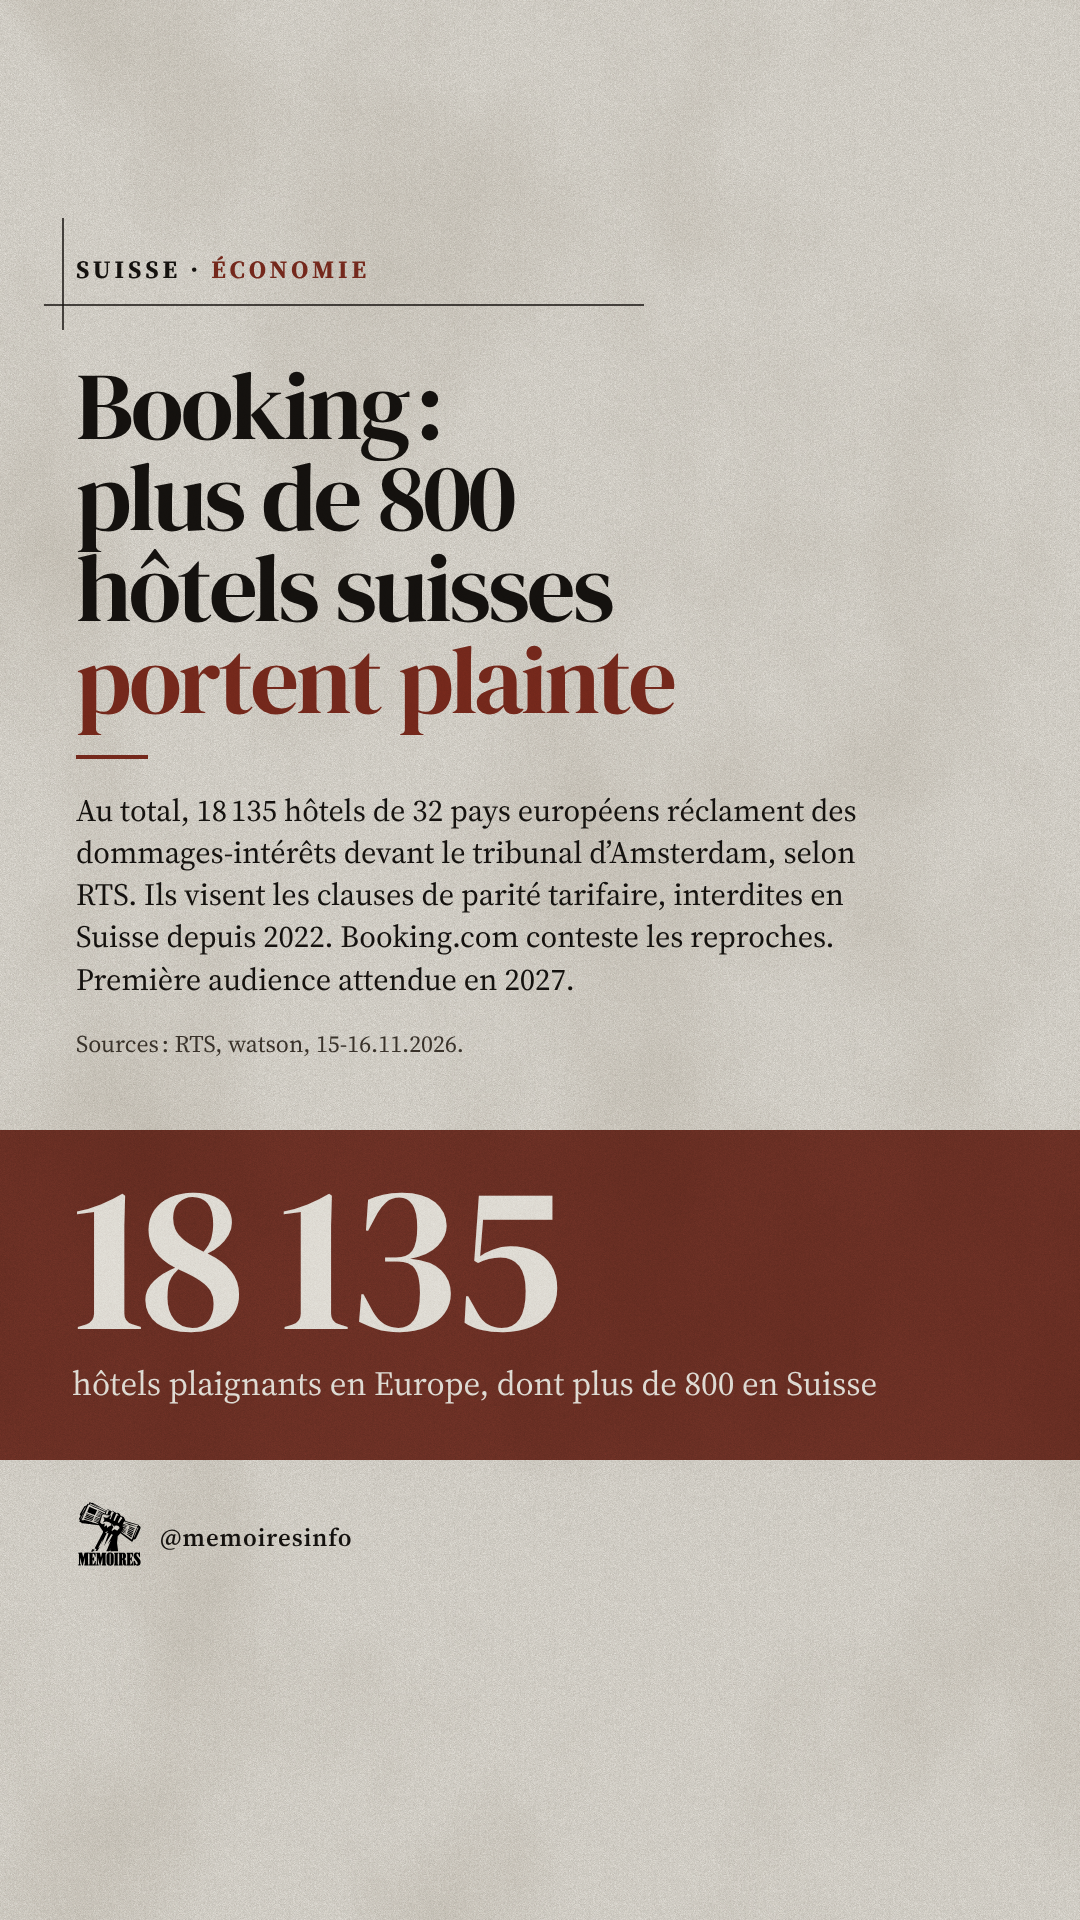 SUISSE · ÉCONOMIE
Booking :
plus de 800
hôtels suisses
portent plainte
Au total, 18 135 hôtels de 32 pays européens réclament des
dommages-intérêts devant le tribunal d’Amsterdam, selon
RTS. Ils visent les clauses de parité tarifaire, interdites en
Suisse depuis 2022. Booking.com conteste les reproches.
Première audience attendue en 2027.
Sources : RTS, watson, 15-16.11.2026.
18 135
hôtels plaignants en Europe, dont plus de 800 en Suisse
MÉMOIRES
@memoiresinfo